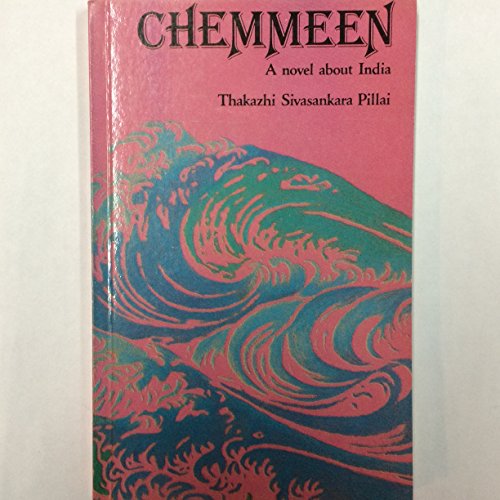 CHEMMEEN
A novel about India
Thakazhi Sivasankara Pillai